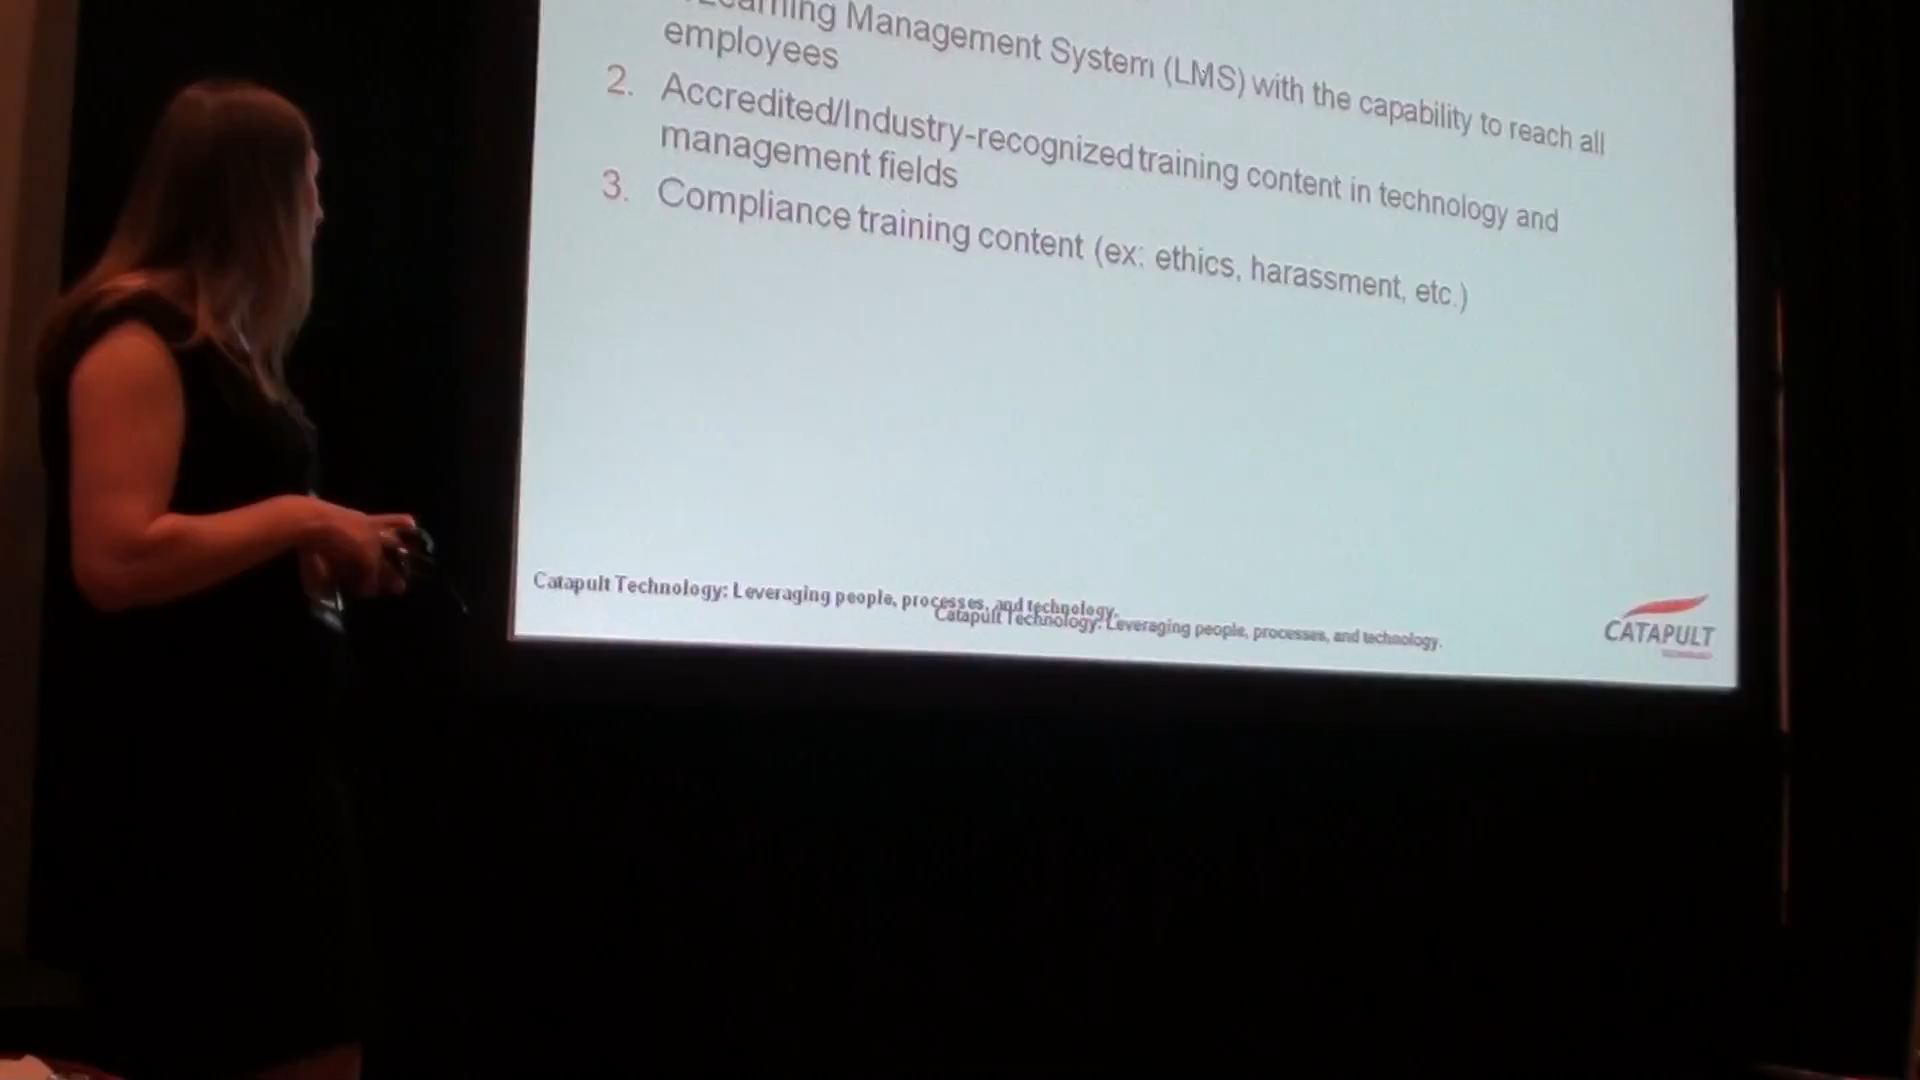 Learning Management System (LMS) with the capability to reach all
employees
2. Accredited/Industry-recognized training content in technology and
management fields
3. Compliance training content (ex: ethics, harassment, etc.)
Catapult Technology: Leveraging people, processes, and technology.
Catapult Technology: Leveraging people, processes, and technology.
CATAPULT
TECHNOLOGY